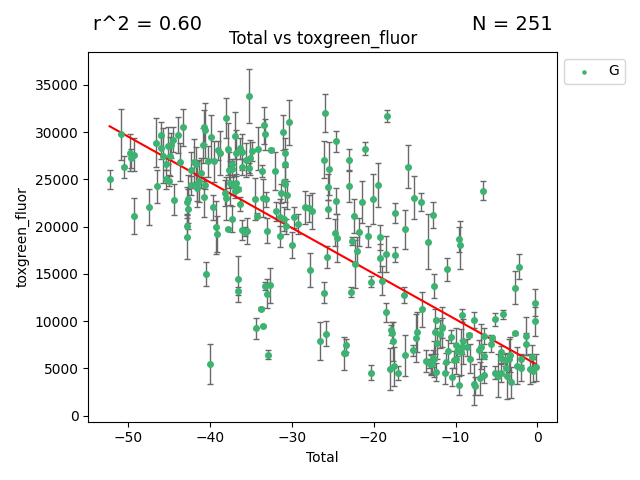 r^2 = 0.60
N = 251
Total vs toxgreen_fluor
G
35000
30000
25000
20000
15000
10000
5000
0
toxgreen_fluor
−50 −40 −30 −20 −10 0
Total